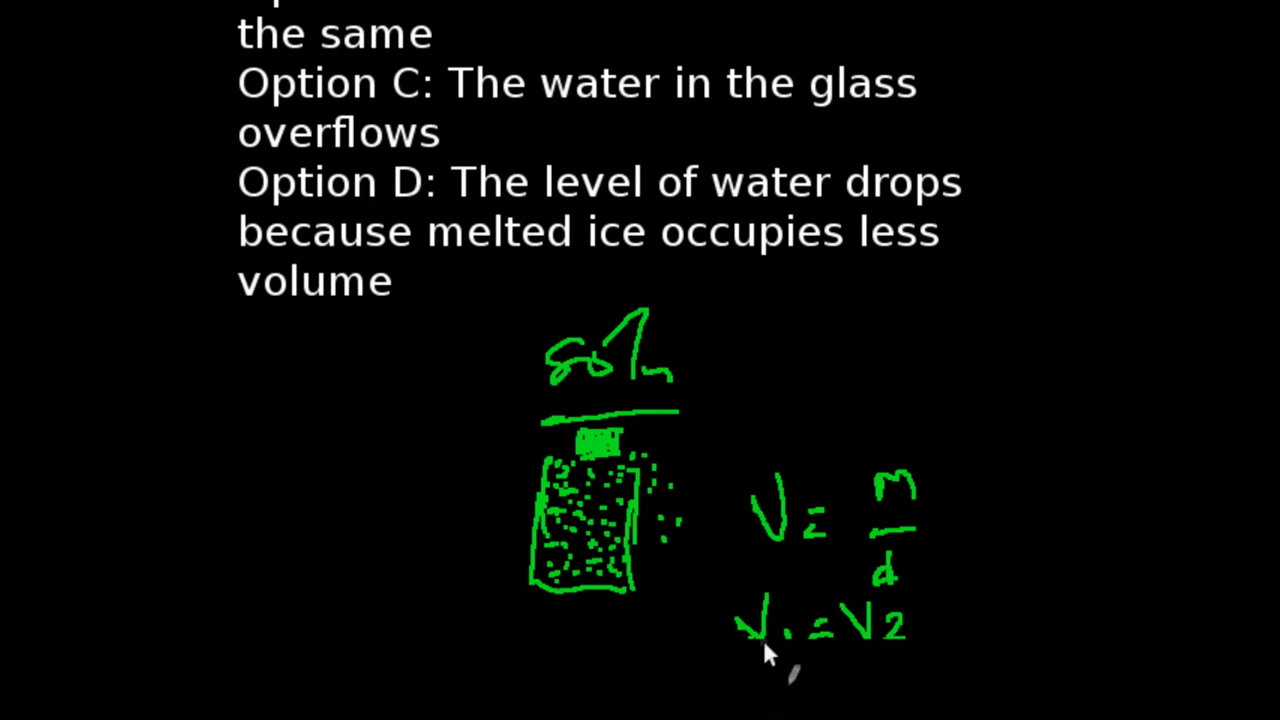 the same
Option C: The water in the glass
overflows
Option D: The level of water drops
because melted ice occupies less
volume
soln
V = m
d
V1 = V2